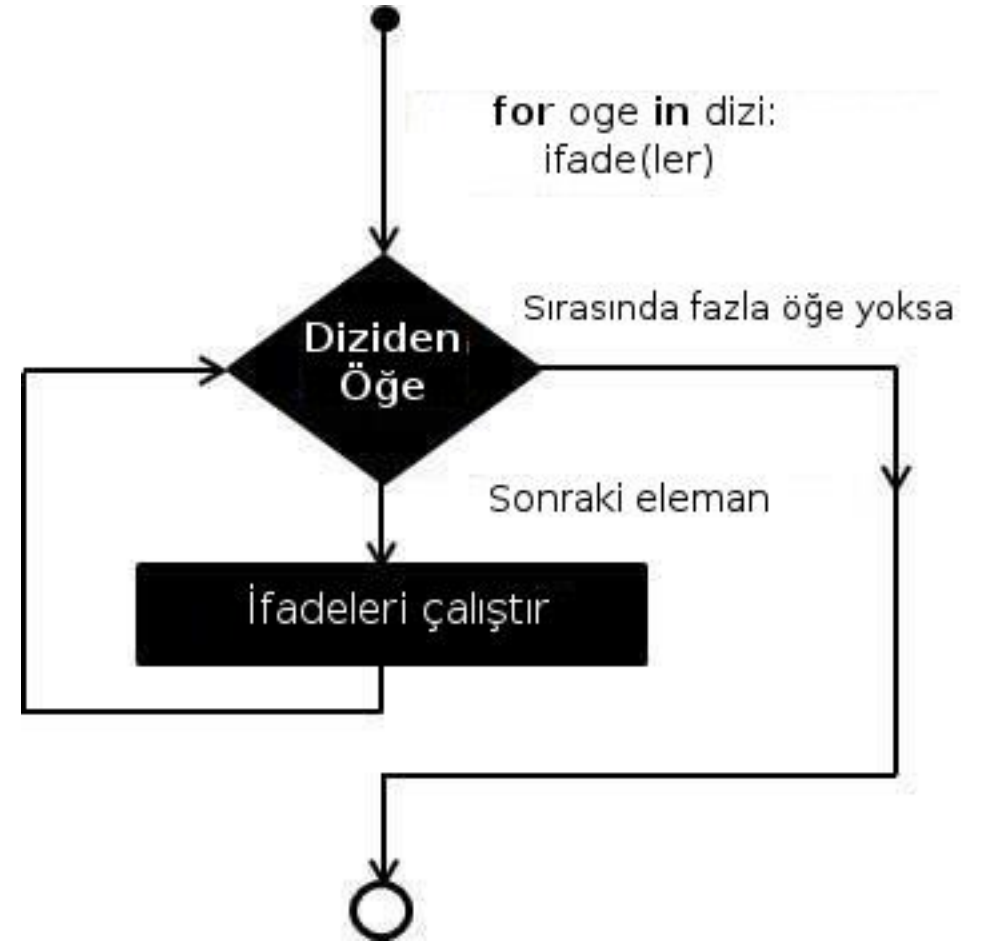 for oge in dizi:
ifade(ler)
Sırasında fazla öğe yoksa
Diziden
Öğe
Sonraki eleman
İfadeleri çalıştır